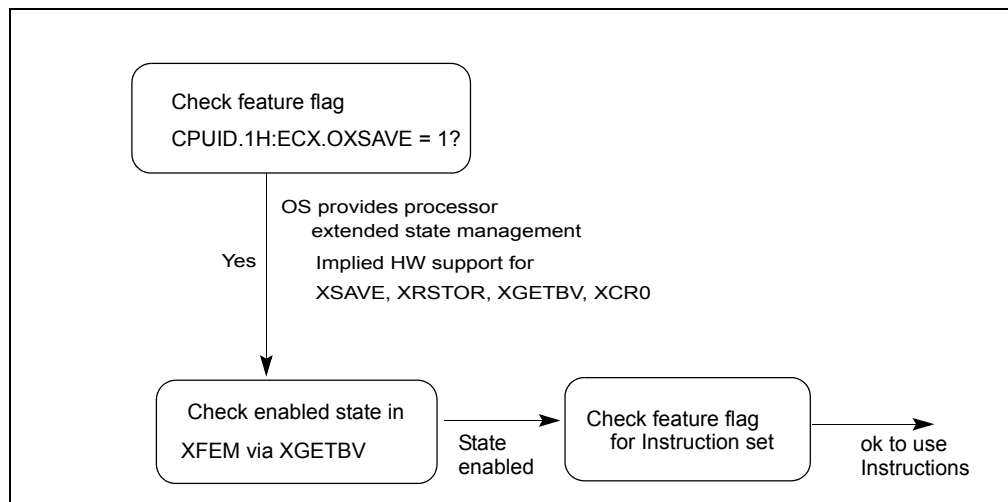 Check feature flag
CPUID.1H:ECX.OXSAVE = 1?
OS provides processor
extended state management
Yes
Implied HW support for
XSAVE, XRSTOR, XGETBV, XCR0
Check enabled state in
XFEM via XGETBV
State
enabled
Check feature flag
for Instruction set
ok to use
Instructions